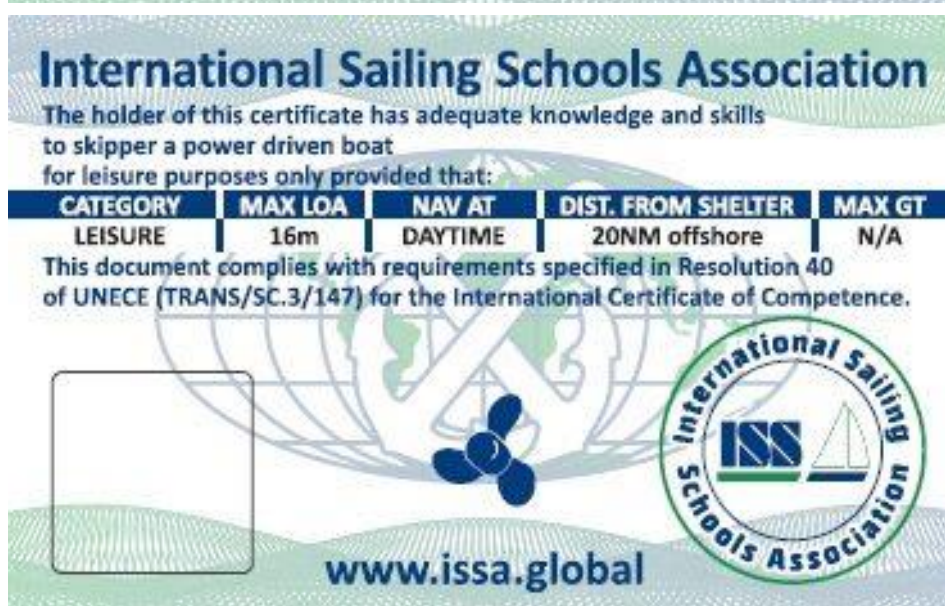 International Sailing Schools Association
The holder of this certificate has adequate knowledge and skills
to skipper a power driven boat
for leisure purposes only provided that:
CATEGORY MAX LOA NAV AT DIST. FROM SHELTER MAX GT
LEISURE 16m DAYTIME 20NM offshore N/A
This document complies with requirements specified in Resolution 40
of UNECE (TRANS/SC.3/147) for the International Certificate of Competence.
International Sailing
ISS
Schools Association
www.issa.global